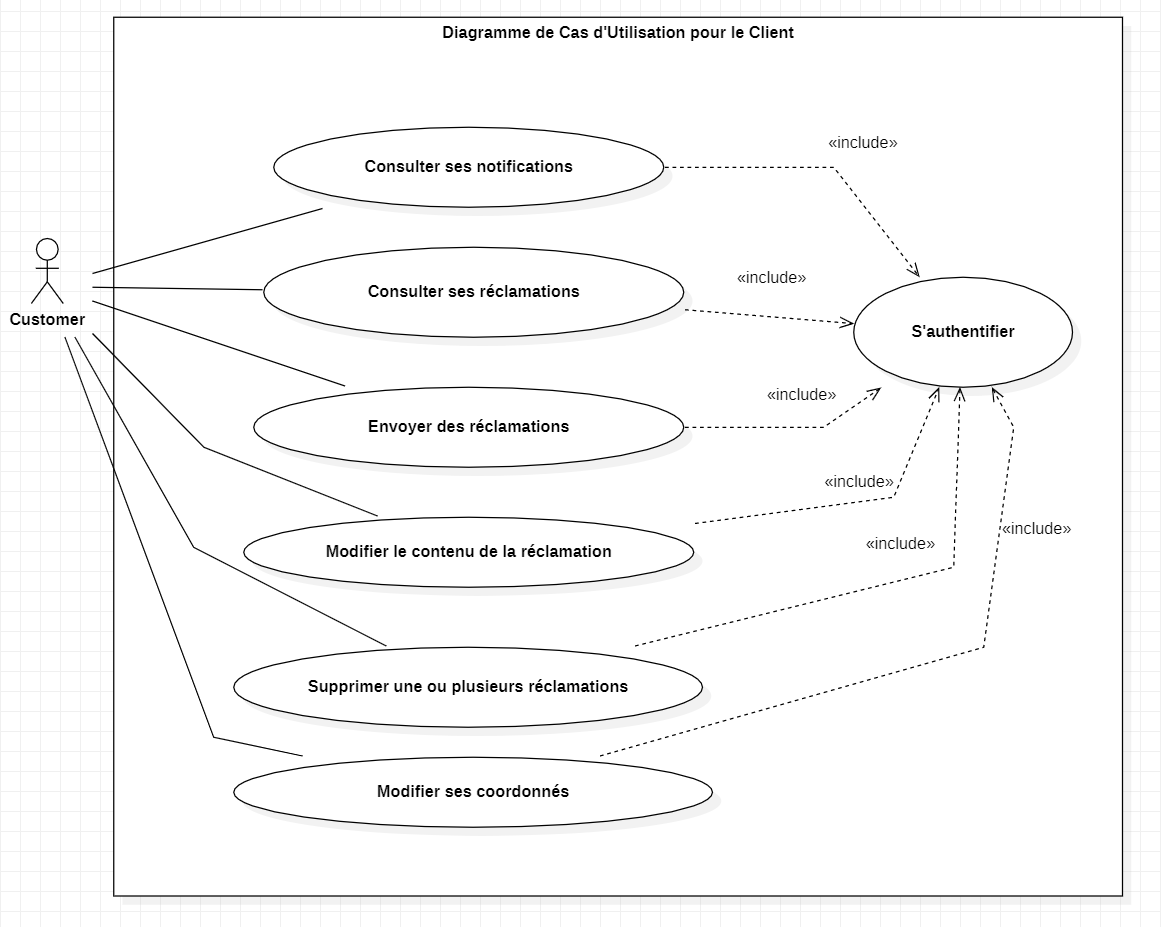 Diagramme de Cas d'Utilisation pour le Client
«include»
Consulter ses notifications
«include»
Consulter ses réclamations
Customer
S'authentifier
«include»
Envoyer des réclamations
«include»
«include»
«include»
Modifier le contenu de la réclamation
Supprimer une ou plusieurs réclamations
Modifier ses coordonnés